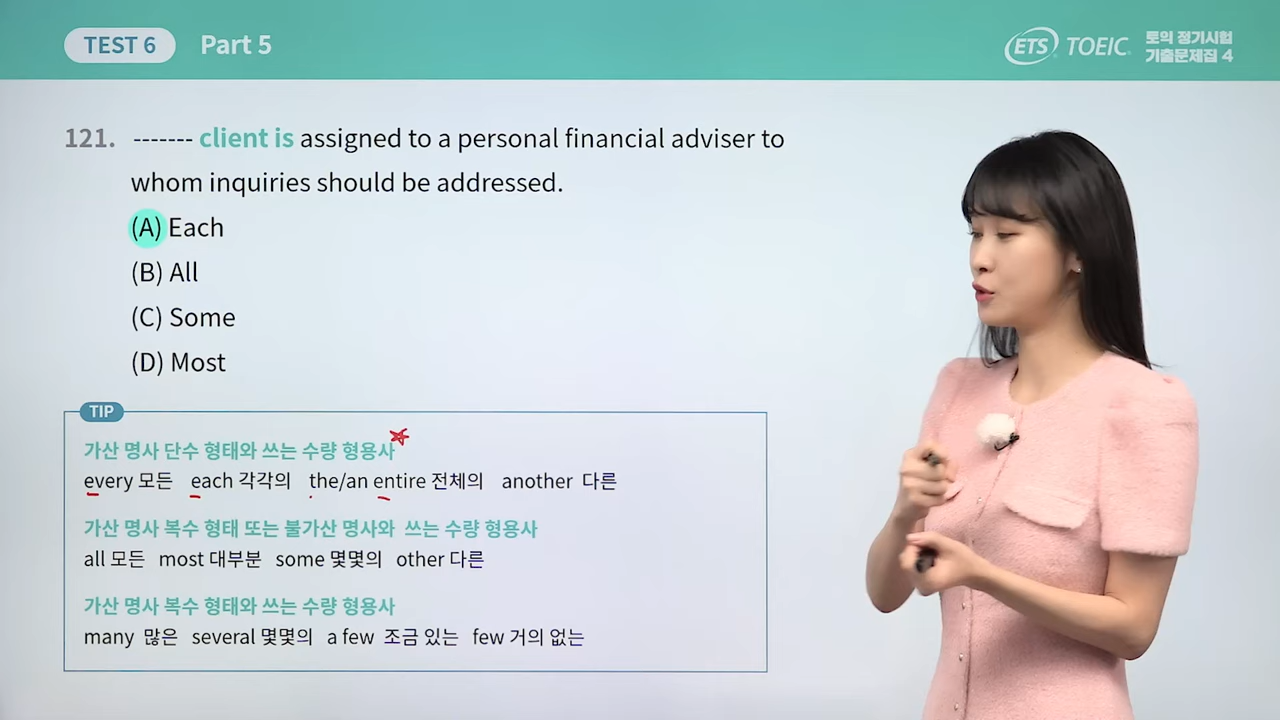 TEST 6
Part 5
ETS TOEIC
토익 정기시험
기출문제집 4
121. ------- client is assigned to a personal financial adviser to
whom inquiries should be addressed.
(A) Each
(B) All
(C) Some
(D) Most
TIP
가산 명사 단수 형태와 쓰는 수량 형용사
every 모든 each 각각의 the/an entire 전체의 another 다른
가산 명사 복수 형태 또는 불가산 명사와 쓰는 수량 형용사
all 모든 most 대부분 some 몇몇의 other 다른
가산 명사 복수 형태와 쓰는 수량 형용사
many 많은 several 몇몇의 a few 조금 있는 few 거의 없는